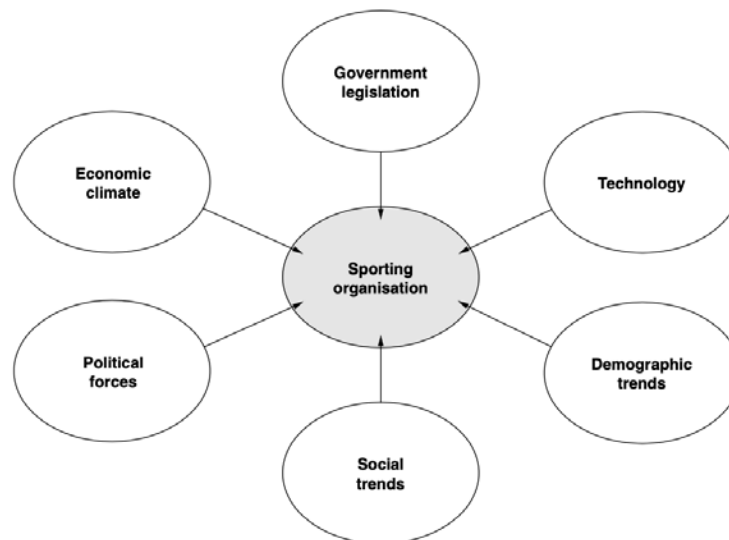 Government
legislation
Economic
climate
Technology
Sporting
organisation
Political
forces
Demographic
trends
Social
trends